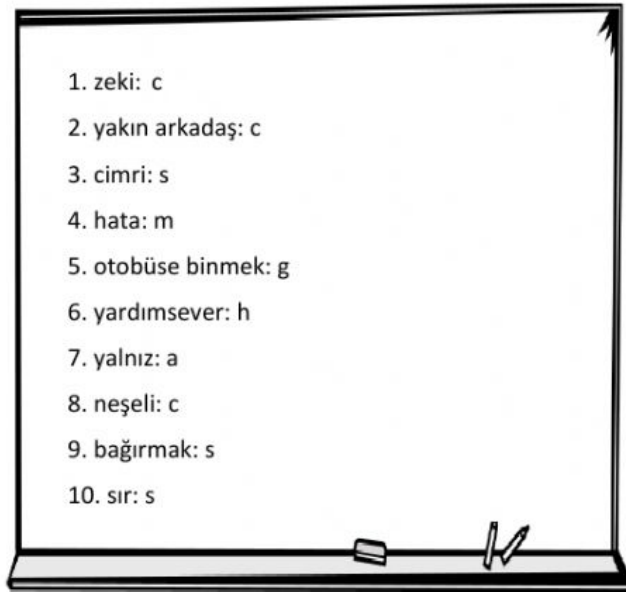 1. zeki: c
2. yakın arkadaş: c
3. cimri: s
4. hata: m
5. otobüse binmek: g
6. yardımsever: h
7. yalnız: a
8. neşeli: c
9. bağırmak: s
10. sır: s